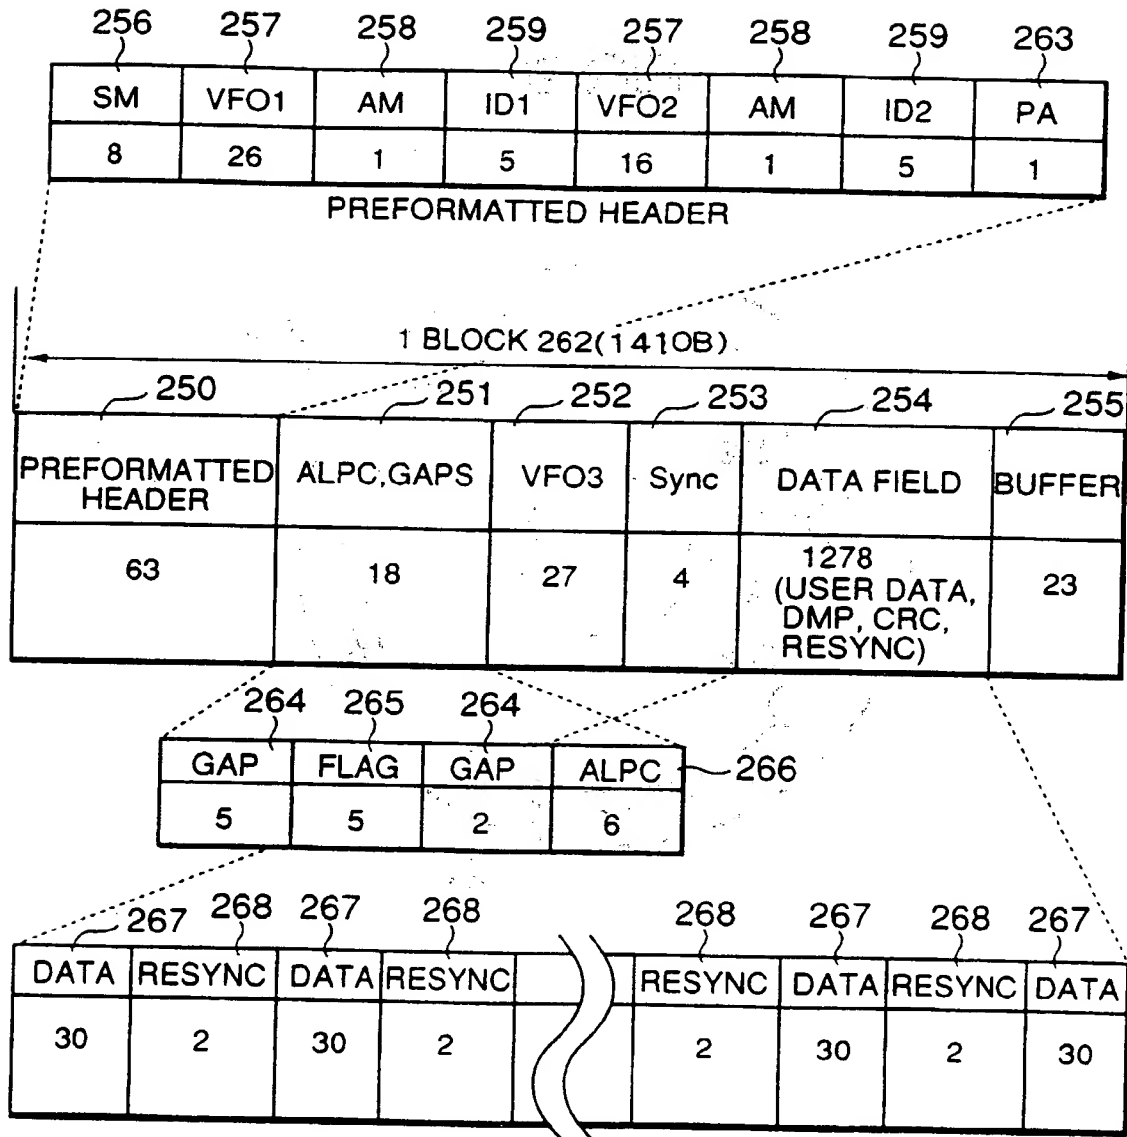 256 257 258 259 257 258 259 263
SM VFO1 AM ID1 VFO2 AM ID2 PA
8 26 1 5 16 1 5 1
PREFORMATTED HEADER
1 BLOCK 262(1410B)
250 251 252 253 254 255
PREFORMATTED HEADER ALPC,GAPS VFO3 Sync DATA FIELD BUFFER
63 18 27 4 1278 23
(USER DATA,
DMP, CRC,
RESYNC)
264 265 264
GAP FLAG GAP ALPC 266
5 5 2 6
267 268 267 268 268 267 268 267
DATA RESYNC DATA RESYNC RESYNC DATA RESYNC DATA
30 2 30 2 2 30 2 30